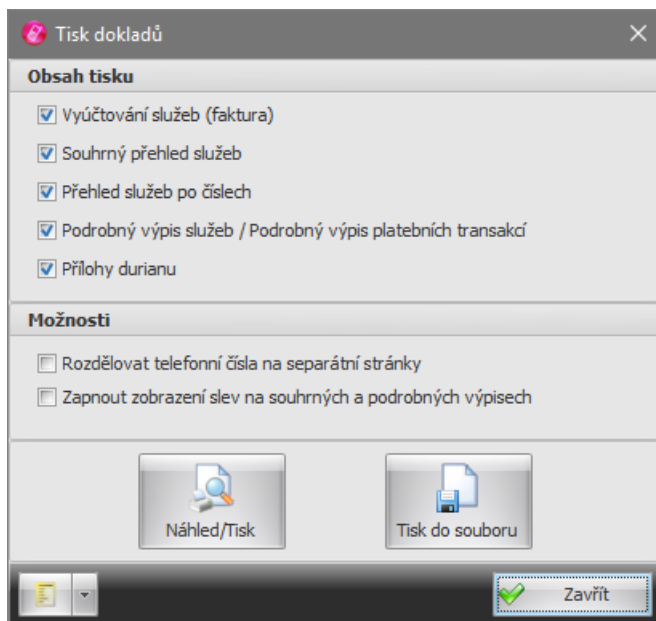 Tisk dokladů
Obsah tisku
Vyúčtování služeb (faktura)
Souhrný přehled služeb
Přehled služeb po číslech
Podrobný výpis služeb / Podrobný výpis platebních transakcí
Přílohy durianu
Možnosti
Rozdělovat telefonní čísla na separátní stránky
Zapnout zobrazení slev na souhrných a podrobných výpisech
Náhled/Tisk
Tisk do souboru
Zavřít